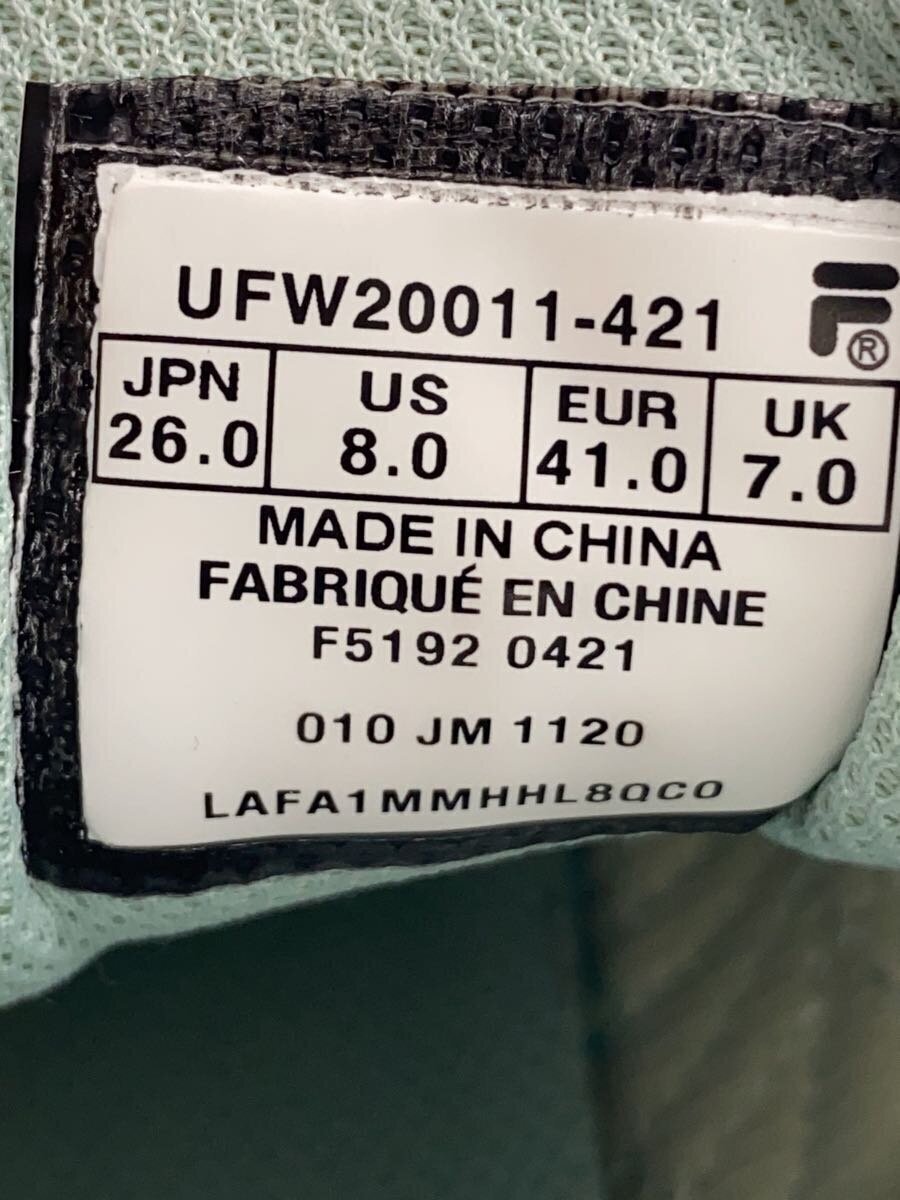 UFW20011-421
F®
JPN US EUR UK
26.0 8.0 41.0 7.0
MADE IN CHINA
FABRIQUÉ EN CHINE
F5192 0421
010 JM 1120
LAFA1MMHHL8QCO